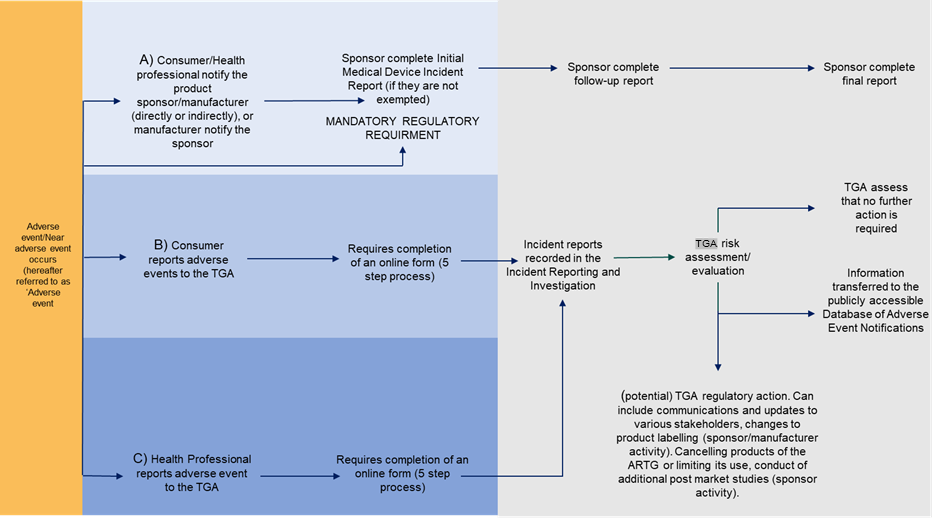 Adverse
event/Near
adverse event
occurs
(hereafter
referred to as
'Adverse
event
A) Consumer/Health
professional notify the
product
sponsor/manufacturer
(directly or indirectly), or
manufacturer notify the
sponsor
Sponsor complete Initial
Medical Device Incident
Report (if they are not
exempted)
MANDATORY REGULATORY
REQUIRMENT
Sponsor complete
follow-up report
Sponsor complete
final report
B) Consumer
reports adverse
events to the TGA
Requires completion
of an online form (5
step process)
Incident reports
recorded in the
Incident Reporting and
Investigation
TGA risk
assessment/
evaluation
TGA assess
that no further
action is
required
Information
transferred to the
publicly accessible
Database of Adverse
Event Notifications
(potential) TGA regulatory action. Can
include communications and updates to
various stakeholders, changes to
product labelling (sponsor/manufacturer
activity). Cancelling products of the
ARTG or limiting its use, conduct of
additional post market studies (sponsor
activity).
C) Health Professional
reports adverse event
to the TGA
Requires completion of an
online form (5 step
process)